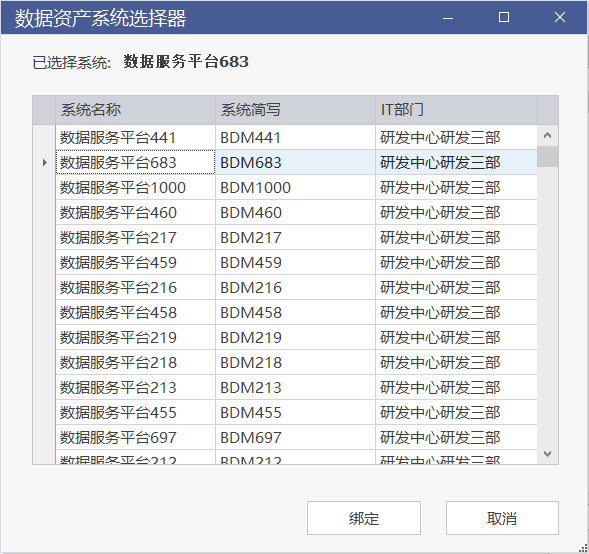 数据资产系统选择器
已选择系统: 数据服务平台683
系统名称 系统简写 IT部门
数据服务平台441 BDM441 研发中心研发三部
数据服务平台683 BDM683 研发中心研发三部
数据服务平台1000 BDM1000 研发中心研发三部
数据服务平台460 BDM460 研发中心研发三部
数据服务平台217 BDM217 研发中心研发三部
数据服务平台459 BDM459 研发中心研发三部
数据服务平台216 BDM216 研发中心研发三部
数据服务平台458 BDM458 研发中心研发三部
数据服务平台219 BDM219 研发中心研发三部
数据服务平台218 BDM218 研发中心研发三部
数据服务平台213 BDM213 研发中心研发三部
数据服务平台455 BDM455 研发中心研发三部
数据服务平台697 BDM697 研发中心研发三部
数据服务平台212 BDM212 研发中心研发三部
绑定 取消